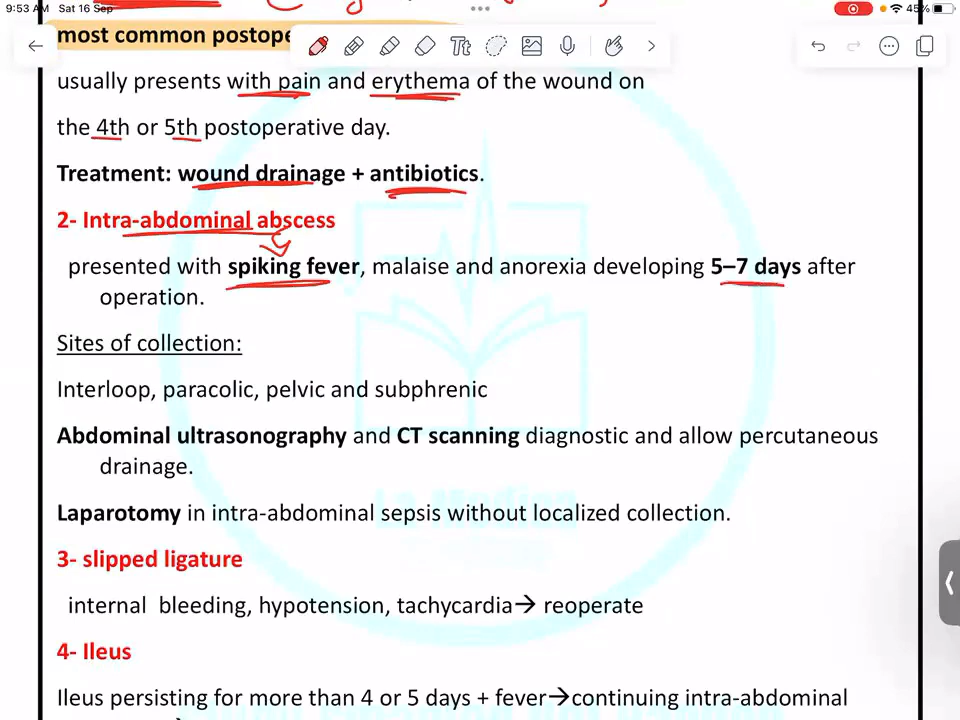 9:53 AM Sat 16 Sep
45%
most common postope
usually presents with pain and erythema of the wound on
the 4th or 5th postoperative day.
Treatment: wound drainage + antibiotics.
2- Intra-abdominal abscess
presented with spiking fever, malaise and anorexia developing 5–7 days after
operation.
Sites of collection:
Interloop, paracolic, pelvic and subphrenic
Abdominal ultrasonography and CT scanning diagnostic and allow percutaneous
drainage.
Laparotomy in intra-abdominal sepsis without localized collection.
3- slipped ligature
internal bleeding, hypotension, tachycardia→ reoperate
4- Ileus
Ileus persisting for more than 4 or 5 days + fever→continuing intra-abdominal